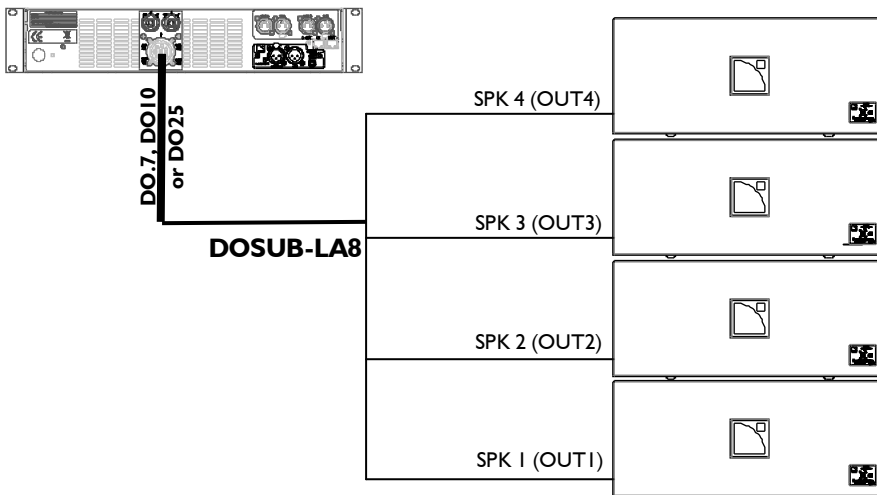 SPK 4 (OUT4)
DO.7, DO10
or DO25
SPK 3 (OUT3)
DOSUB-LA8
SPK 2 (OUT2)
SPK 1 (OUT1)